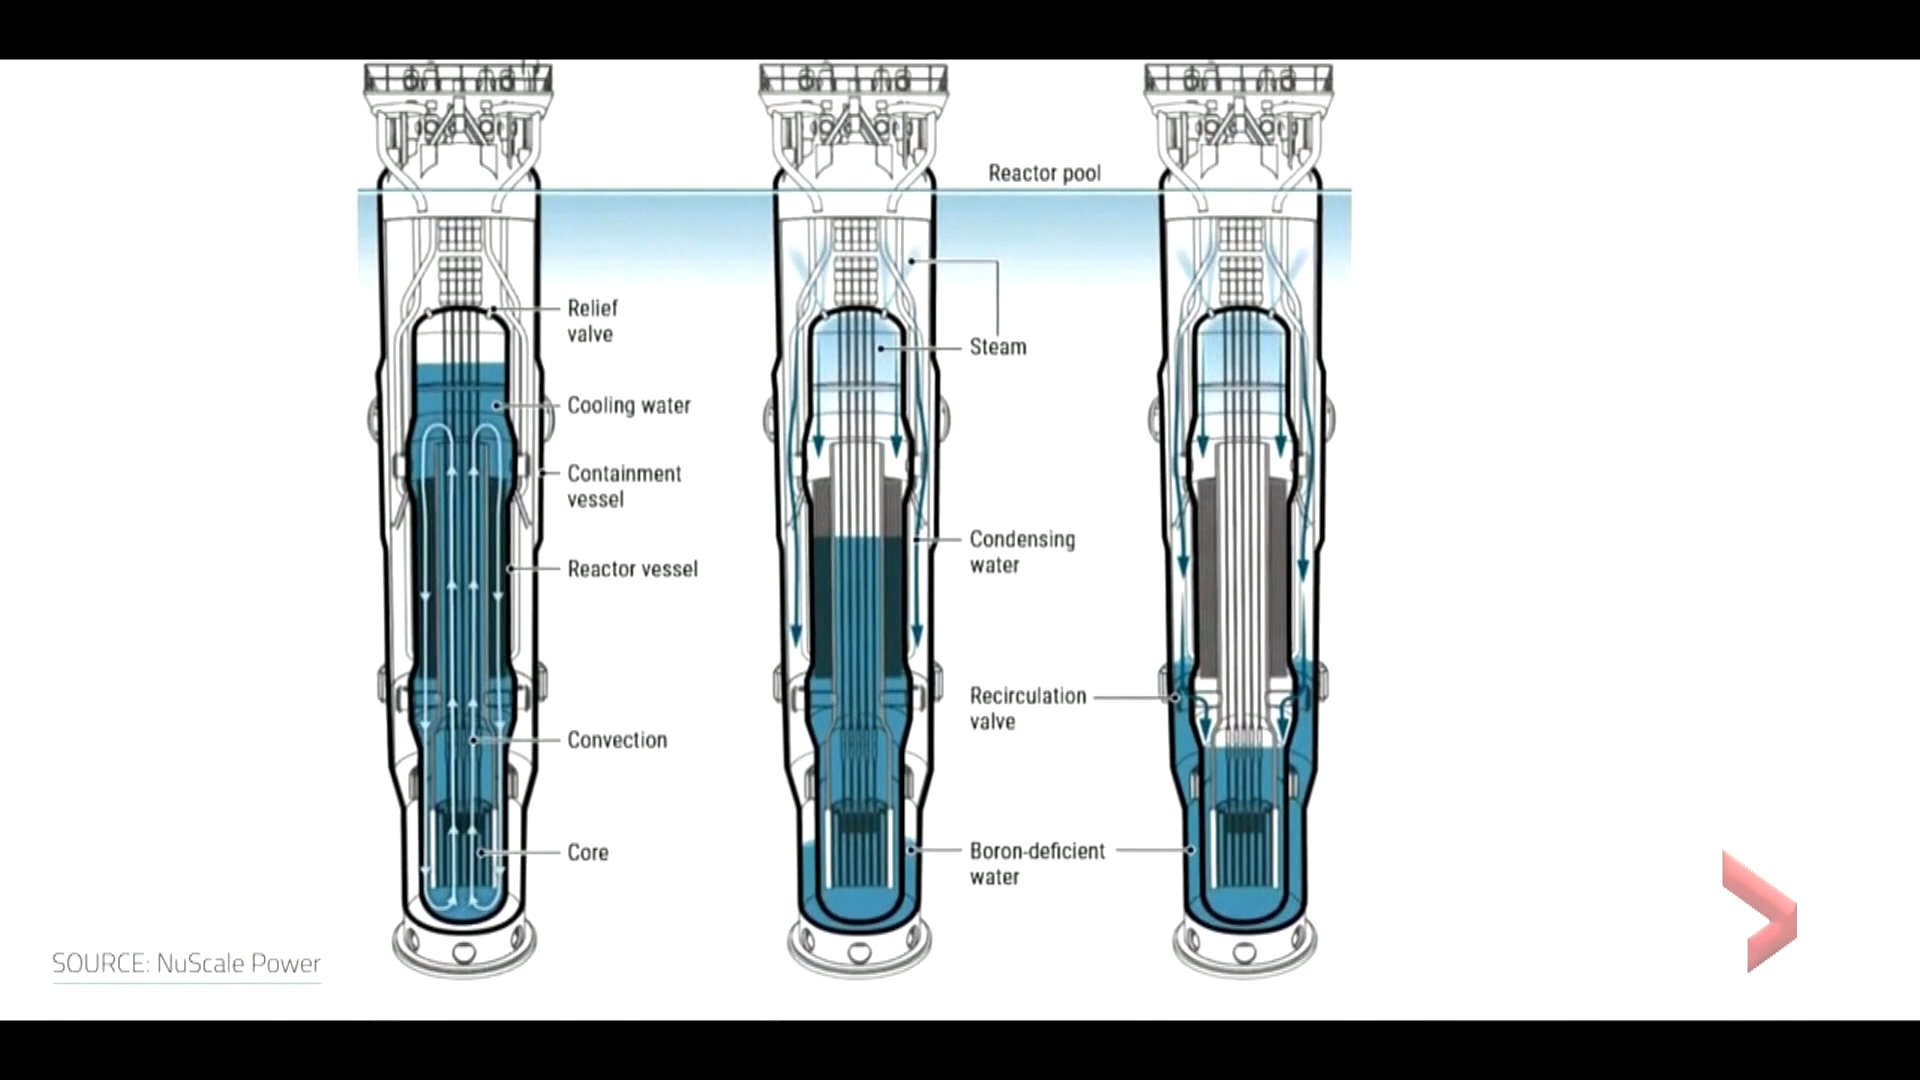 Reactor pool
Relief
valve
Cooling water
Containment
vessel
Reactor vessel
Convection
Core
Steam
Condensing
water
Recirculation
valve
Boron-deficient
water
SOURCE: NuScale Power